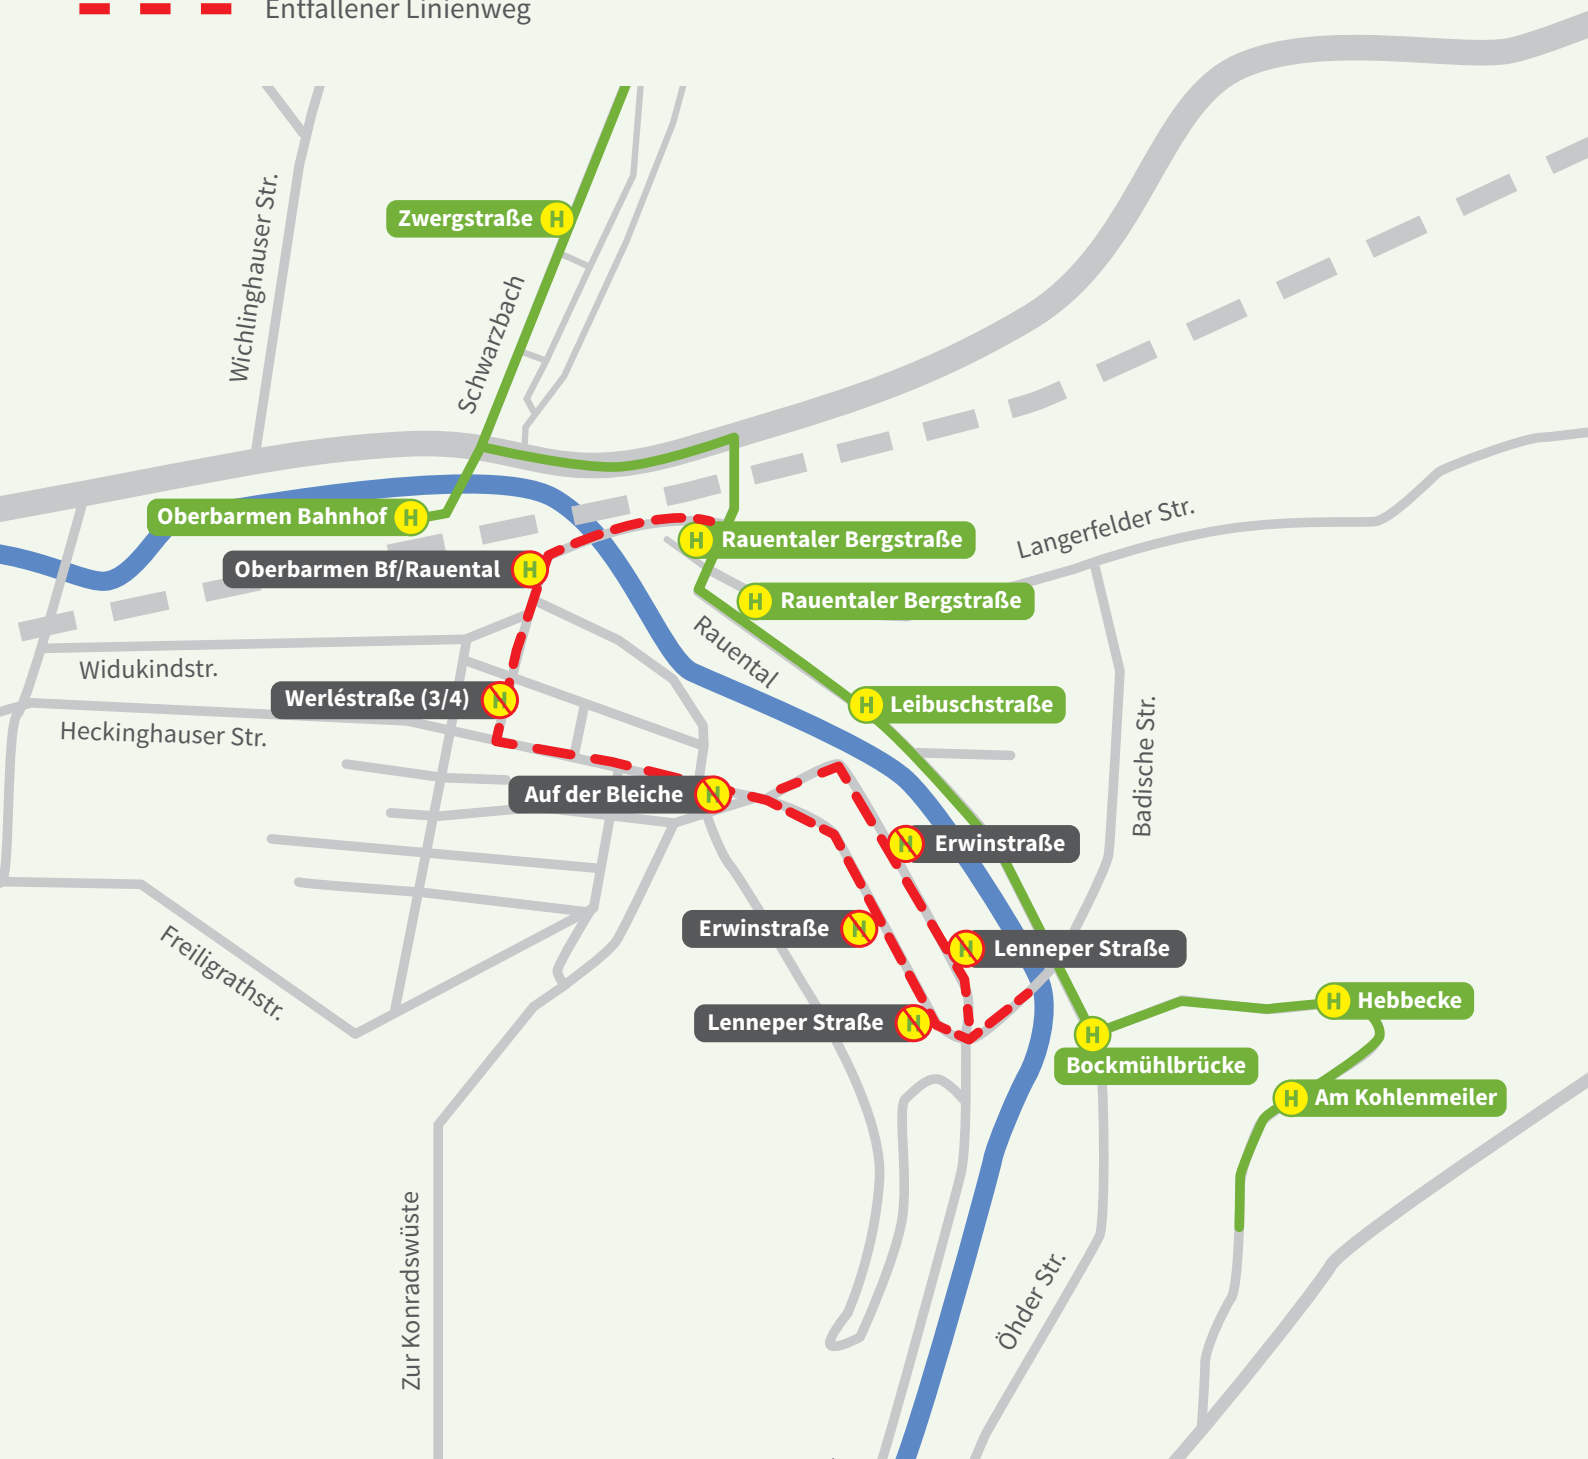 Entfallener Linienweg
Wichlinghauser Str.
Zwergstraße H
Schwarzbach
Oberbarmen Bahnhof H
Oberbarmen Bf/Rauental H
H Rauentaler Bergstraße
Langerfelder Str.
H Rauentaler Bergstraße
Rauental
Widukindstr.
Werléstraße (3/4) H
H Leibuschstraße
Heckinghauser Str.
Badische Str.
Auf der Bleiche H
H Erwinstraße
Erwinstraße H
H Lenneper Straße
Freiligrathstr.
Lenneper Straße H
H Hebbecke
H
Bockmühlbrücke
H Am Kohlenmeiler
Zur Konradswüste
Öhder Str.